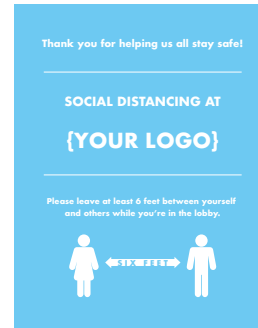 Thank you for helping us all stay safe!
SOCIAL DISTANCING AT
{YOUR LOGO}
Please leave at least 6 feet between yourself
and others while you're in the lobby.
SIX FEET